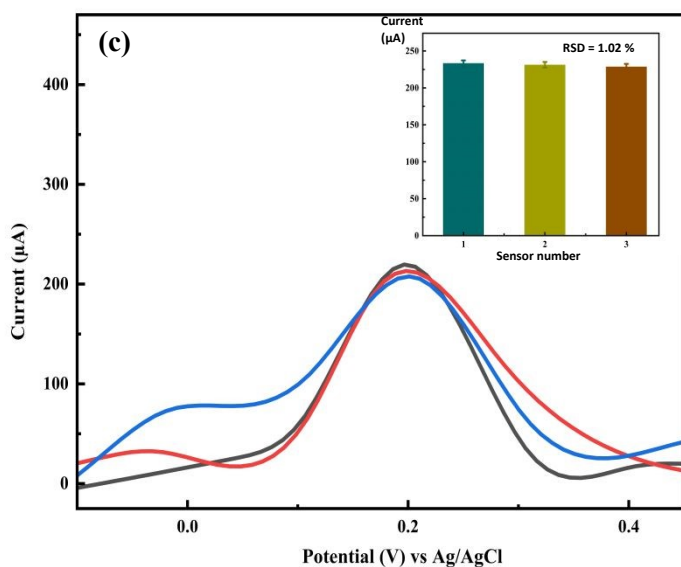 (c)
Current
(μA)
RSD = 1.02 %
250
200
150
100
50
0
1
2
3
Sensor number
400
300
200
100
0
Current (μA)
0.0
0.2
0.4
Potential (V) vs Ag/AgCl